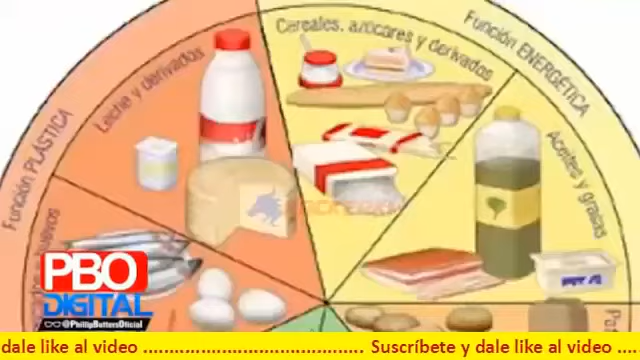 Cereales, azúcares y derivados
Función ENERGÉTICA
Leche y derivados
Función PLÁSTICA
Aceites y grasas
huevos
PBO
DIGITAL
@PhillipButtersOficial
dale like al video ............................................. Suscríbete y dale like al video ....